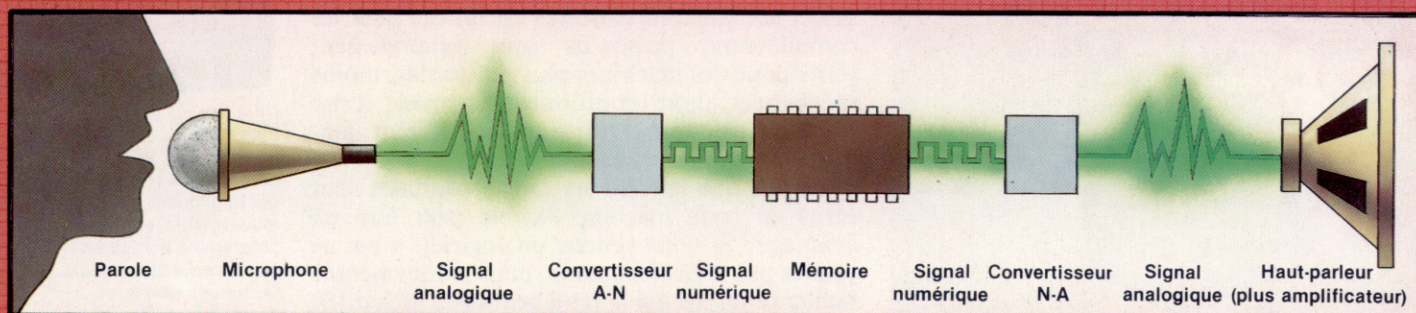 Parole
Microphone
Signal
analogique
Convertisseur
A-N
Signal
numérique
Mémoire
Signal
numérique
Convertisseur
N-A
Signal
analogique
Haut-parleur
(plus amplificateur)